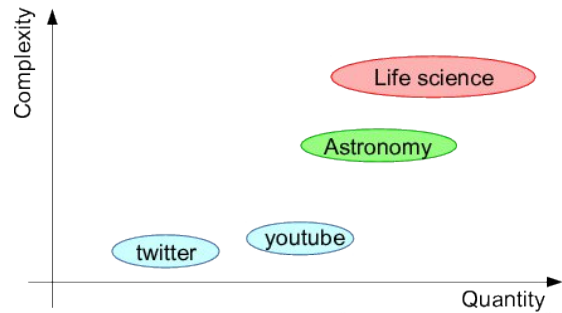 Complexity
Life science
Astronomy
youtube
twitter
Quantity